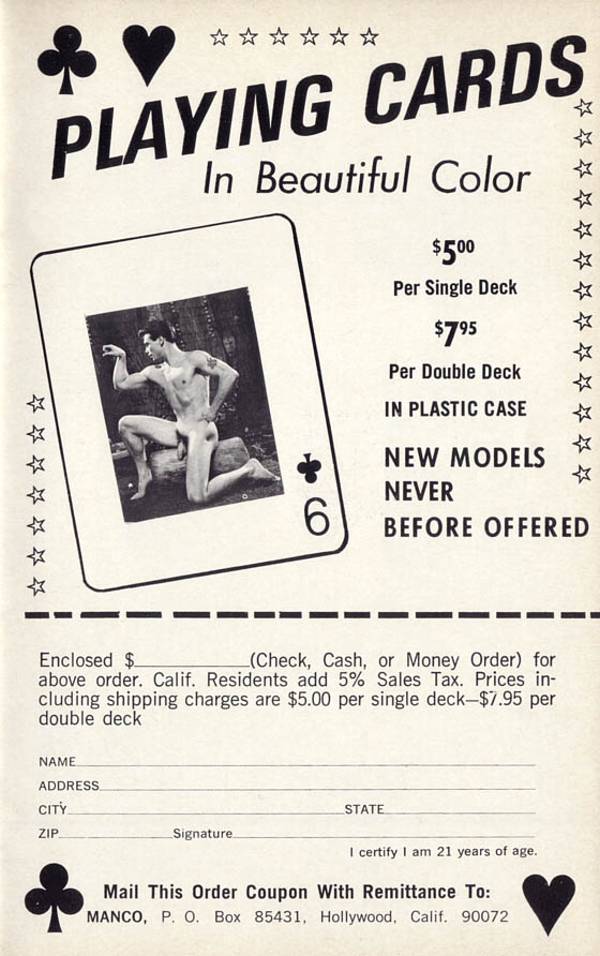 PLAYING CARDS
In Beautiful Color
$5.00
Per Single Deck
$7.95
Per Double Deck
IN PLASTIC CASE
NEW MODELS
NEVER
BEFORE OFFERED
6
Enclosed $__________(Check, Cash, or Money Order) for
above order. Calif. Residents add 5% Sales Tax. Prices in-
cluding shipping charges are $5.00 per single deck—$7.95 per
double deck
NAME
ADDRESS
CITY STATE
ZIP Signature
I certify I am 21 years of age.
Mail This Order Coupon With Remittance To:
MANCO, P. O. Box 85431, Hollywood, Calif. 90072